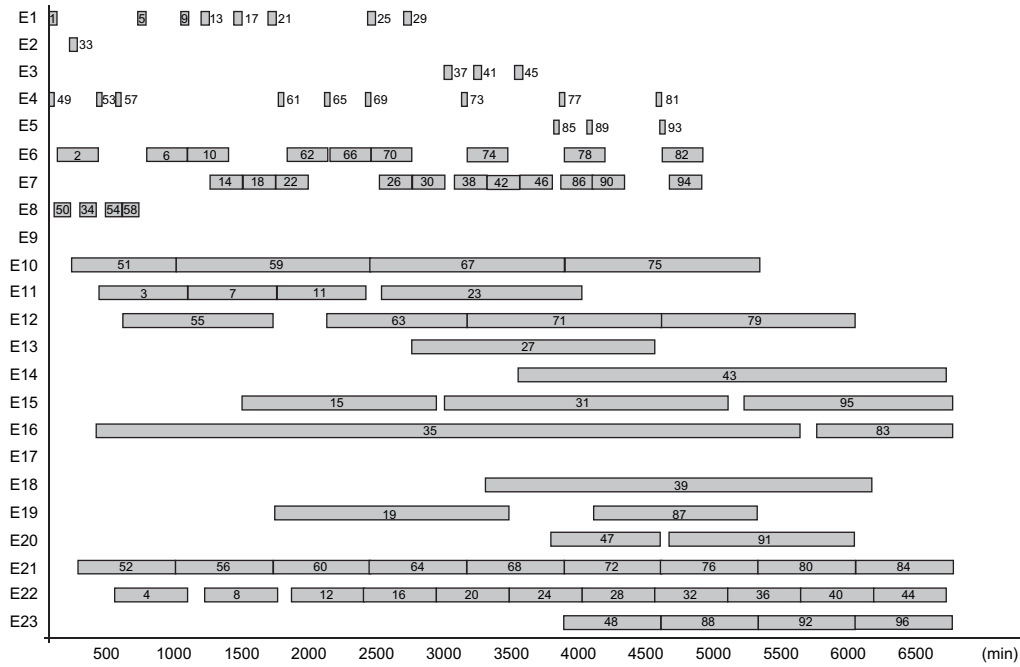 E1 1 5 9 13 17 21 25 29
E2 33
E3 37 41 45
E4 49 53 57 61 65 69 73 77 81
E5 85 89 93
E6 2 6 10 62 66 70 74 78 82
E7 14 18 22 26 30 38 42 46 86 90 94
E8 50 34 54 58
E9
E10 51 59 67 75
E11 3 7 11 23
E12 55 63 71 79
E13 27
E14 43
E15 15 31 95
E16 35 83
E17
E18 39
E19 19 87
E20 47 91
E21 52 56 60 64 68 72 76 80 84
E22 4 8 12 16 20 24 28 32 36 40 44
E23 48 88 92 96
500 1000 1500 2000 2500 3000 3500 4000 4500 5000 5500 6000 6500 (min)